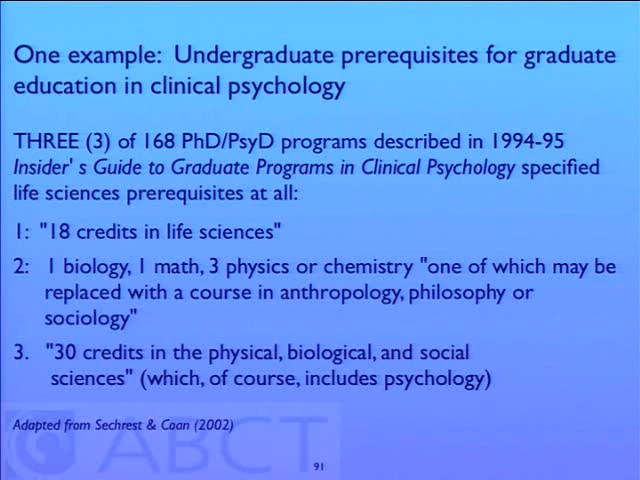 One example: Undergraduate prerequisites for graduate
education in clinical psychology
THREE (3) of 168 PhD/PsyD programs described in 1994-95
Insider' s Guide to Graduate Programs in Clinical Psychology specified
life sciences prerequisites at all:
1: "18 credits in life sciences"
2: 1 biology, 1 math, 3 physics or chemistry "one of which may be
replaced with a course in anthropology, philosophy or
sociology"
3. "30 credits in the physical, biological, and social
sciences" (which, of course, includes psychology)
Adapted from Sechrest & Coan (2002)
ABCT
91